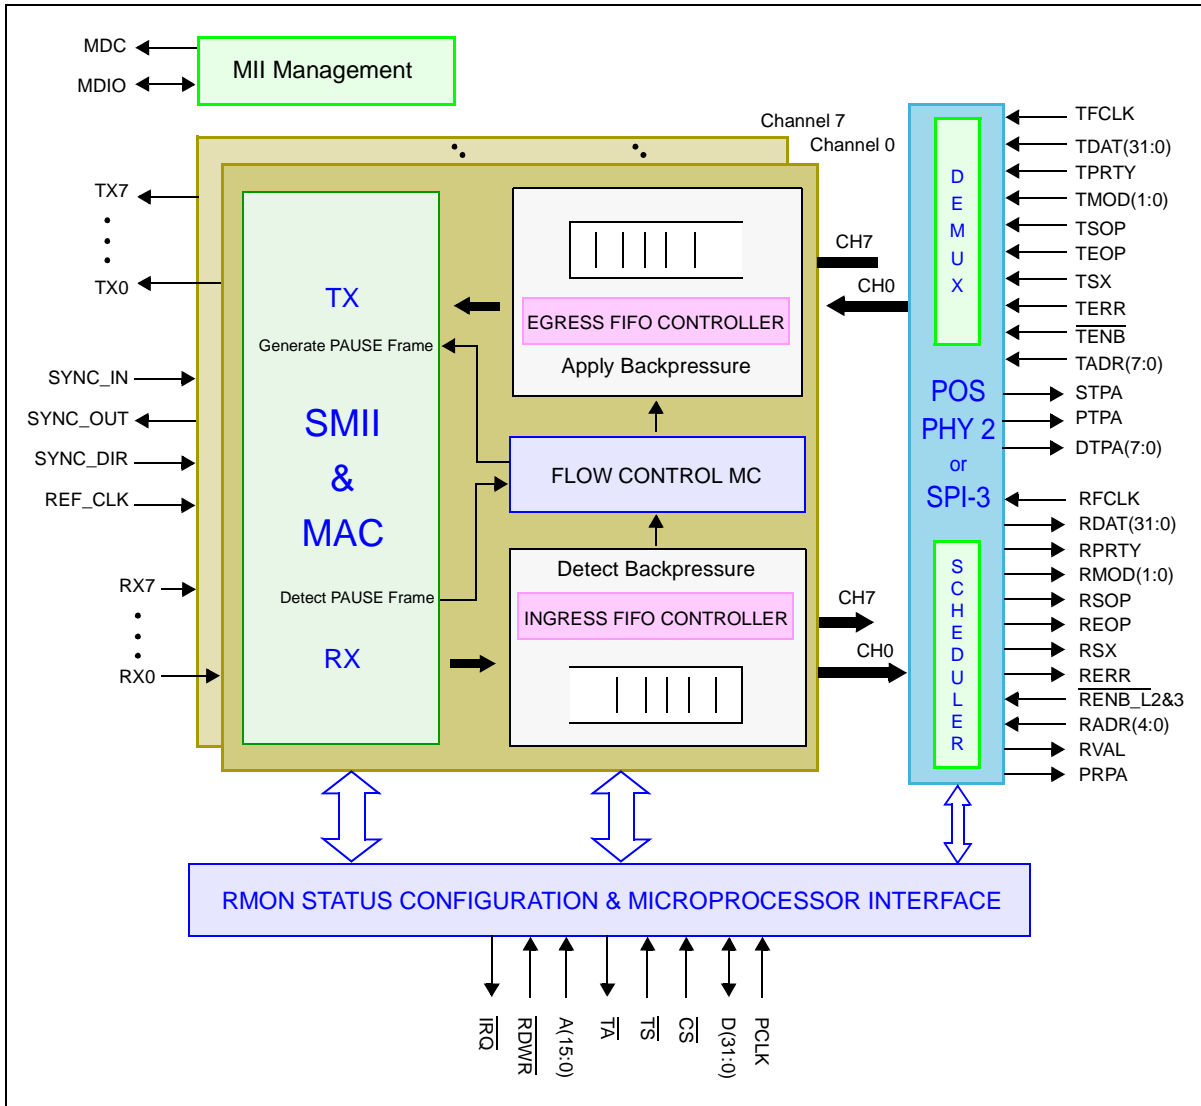 MDC
MDIO
MII Management
Channel 7
Channel 0
TX7
TX0
SYNC_IN
SYNC_OUT
SYNC_DIR
REF_CLK
RX7
RX0
TX
Generate PAUSE Frame
SMII
&
MAC
Detect PAUSE Frame
RX
EGRESS FIFO CONTROLLER
Apply Backpressure
FLOW CONTROL MC
Detect Backpressure
INGRESS FIFO CONTROLLER
CH7
CH0
CH7
CH0
DEMUX
POS
PHY 2
or
SPI-3
SCHEDULER
TFCLK
TDAT(31:0)
TPRTY
TMOD(1:0)
TSOP
TEOP
TSX
TERR
TENB
TADR(7:0)
STPA
PTPA
DTPA(7:0)
RFCLK
RDAT(31:0)
RPRTY
RMOD(1:0)
RSOP
REOP
RSX
RERR
RENB_L2&3
RADR(4:0)
RVAL
PRPA
RMON STATUS CONFIGURATION & MICROPROCESSOR INTERFACE
IRQ
RDWR
A(15:0)
TA
TS
CS
D(31:0)
PCLK